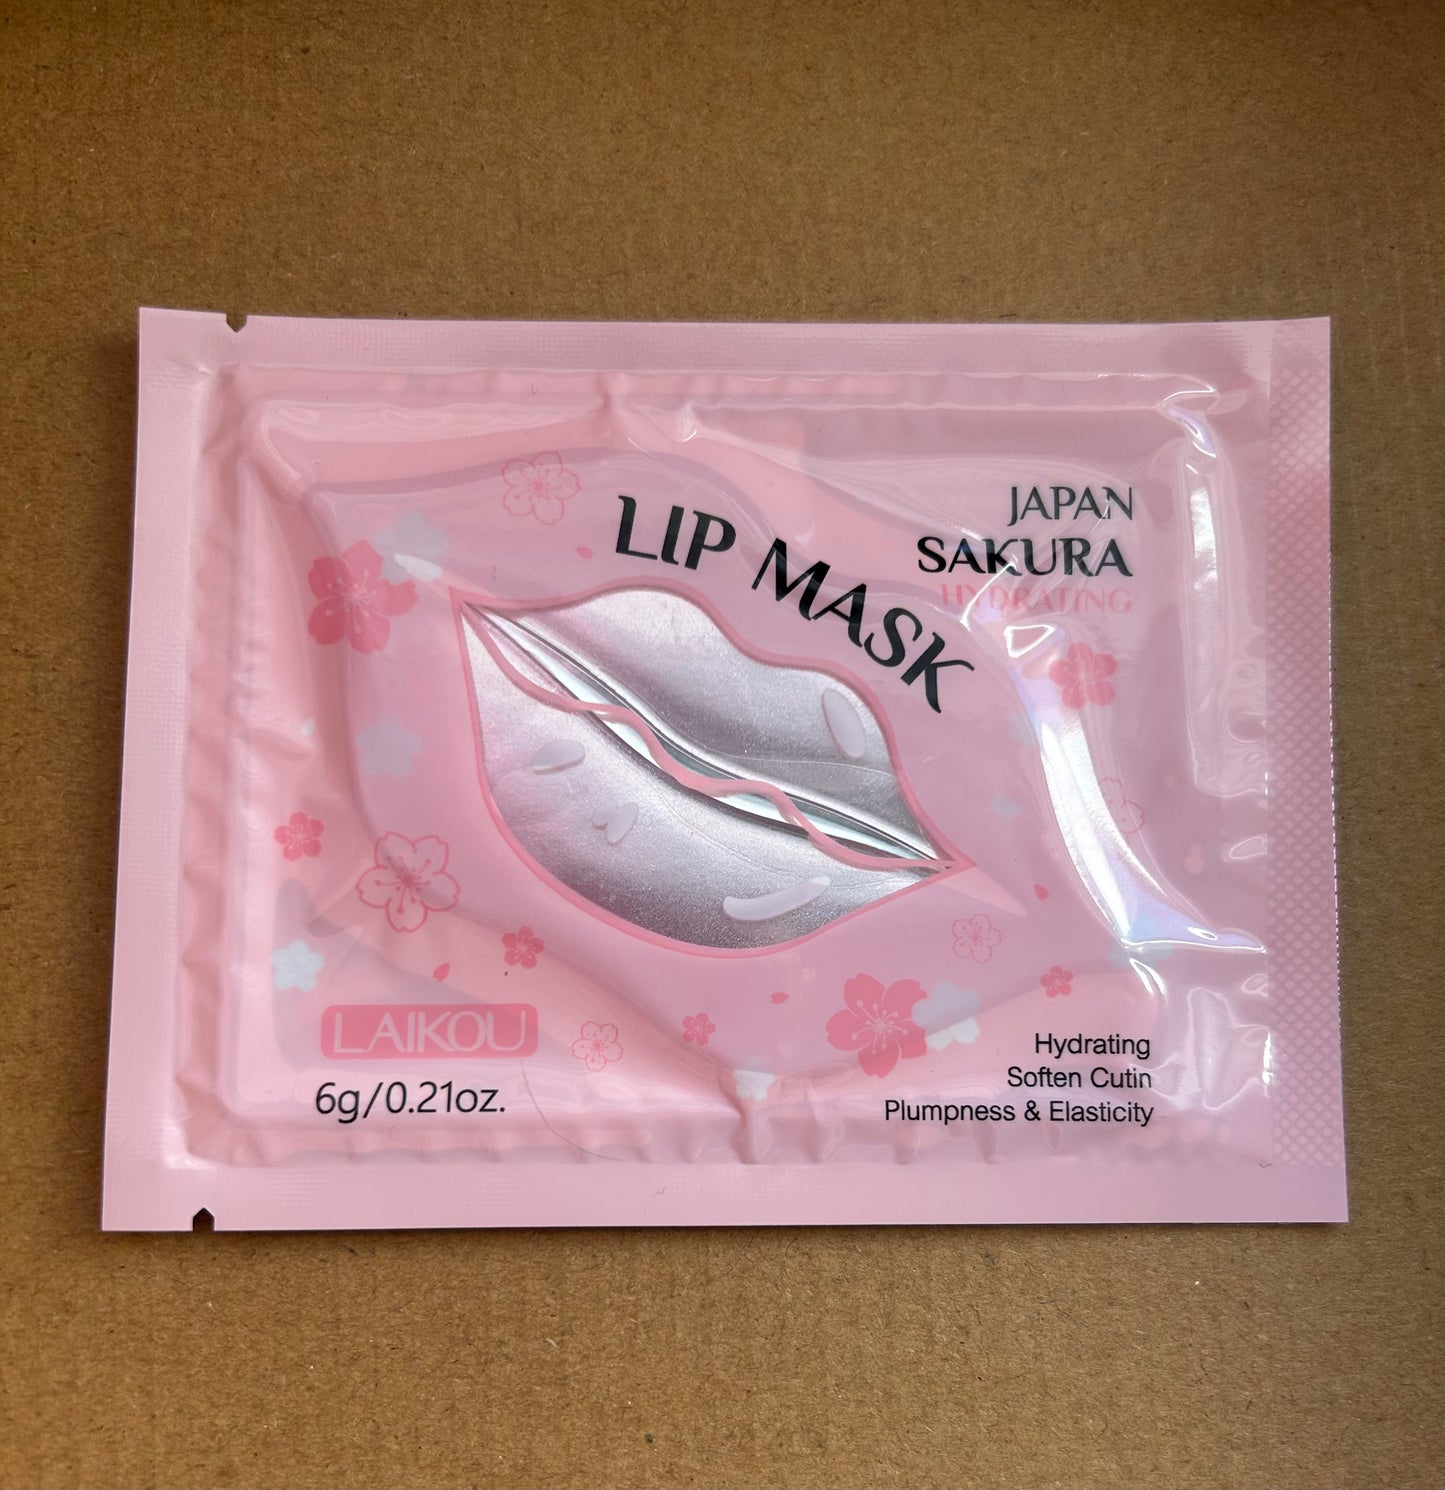 LIP MASK
JAPAN
SAKURA
HYDRATING
LAIKOU
6g/0.21oz.
Hydrating
Soften Cutin
Plumpness & Elasticity